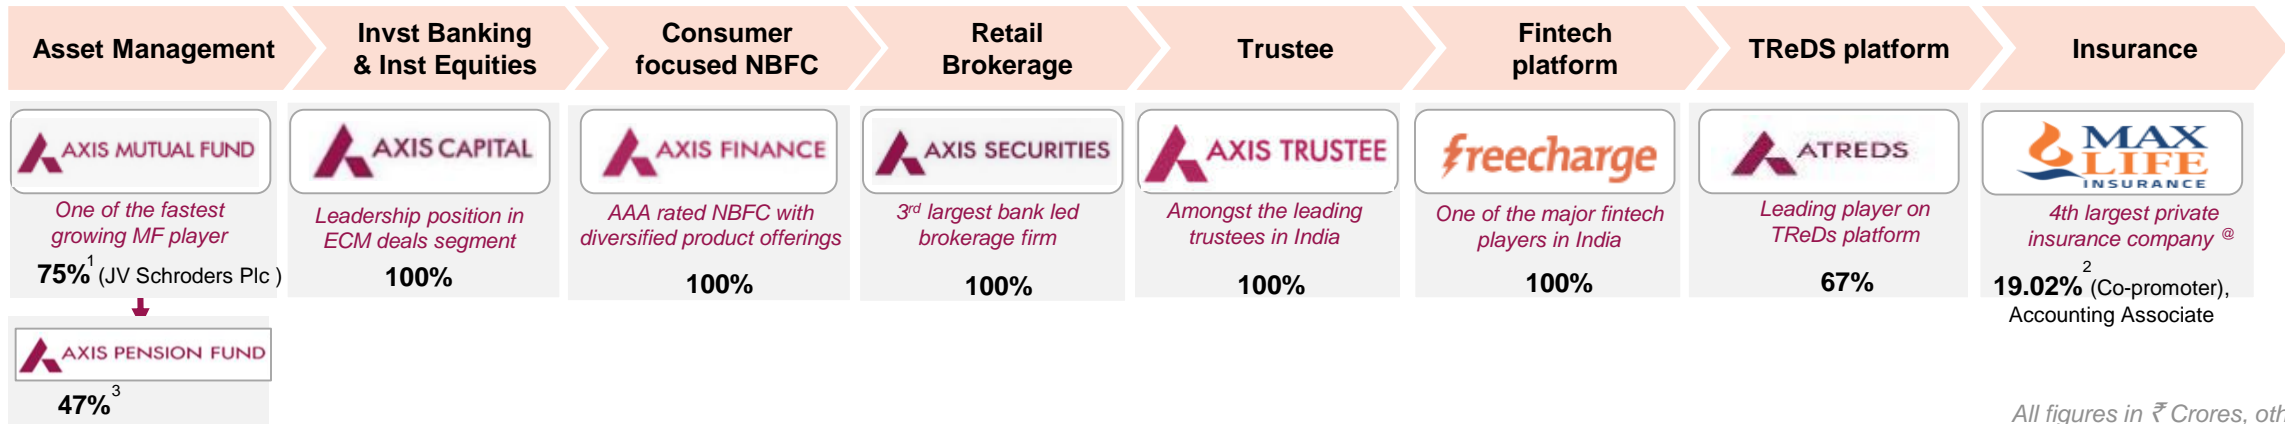 Asset Management
Invst Banking
& Inst Equities
Consumer
focused NBFC
Retail
Brokerage
Trustee
Fintech
platform
TReDS platform
Insurance
AXIS MUTUAL FUND
One of the fastest
growing MF player
75%1 (JV Schroders Plc )
AXIS PENSION FUND
47%3
AXIS CAPITAL
Leadership position in
ECM deals segment
100%
AXIS FINANCE
AAA rated NBFC with
diversified product offerings
100%
AXIS SECURITIES
3rd largest bank led
brokerage firm
100%
AXIS TRUSTEE
Amongst the leading
trustees in India
100%
freecharge
One of the major fintech
players in India
100%
ATREDS
Leading player on
TReDs platform
67%
MAX
LIFE
INSURANCE
4th largest private
insurance company @
19.02%2 (Co-promoter),
Accounting Associate
All figures in ₹ Crores, oth